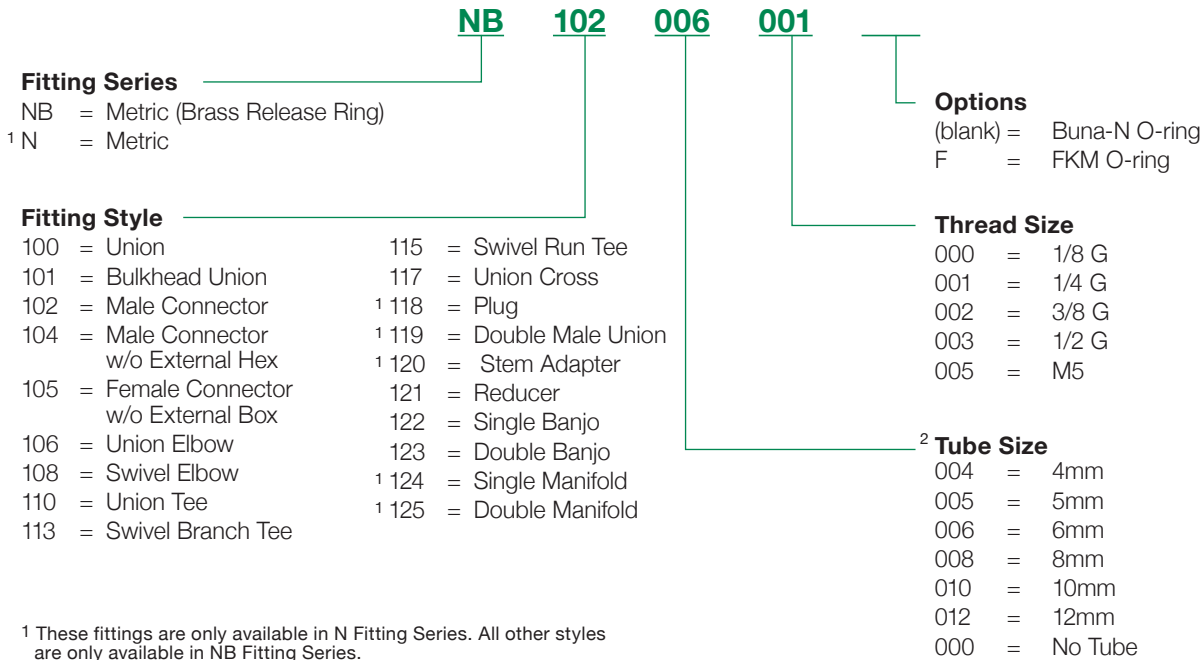 NB 102 006 001
Fitting Series
NB = Metric (Brass Release Ring)
1 N = Metric
Fitting Style
100 = Union
101 = Bulkhead Union
102 = Male Connector
104 = Male Connector
w/o External Hex
105 = Female Connector
w/o External Box
106 = Union Elbow
108 = Swivel Elbow
110 = Union Tee
113 = Swivel Branch Tee
115 = Swivel Run Tee
117 = Union Cross
1 118 = Plug
1 119 = Double Male Union
1 120 = Stem Adapter
121 = Reducer
122 = Single Banjo
123 = Double Banjo
1 124 = Single Manifold
1 125 = Double Manifold
Options
(blank) = Buna-N O-ring
F = FKM O-ring
Thread Size
000 = 1/8 G
001 = 1/4 G
002 = 3/8 G
003 = 1/2 G
005 = M5
2 Tube Size
004 = 4mm
005 = 5mm
006 = 6mm
008 = 8mm
010 = 10mm
012 = 12mm
000 = No Tube
1 These fittings are only available in N Fitting Series. All other styles
are only available in NB Fitting Series.